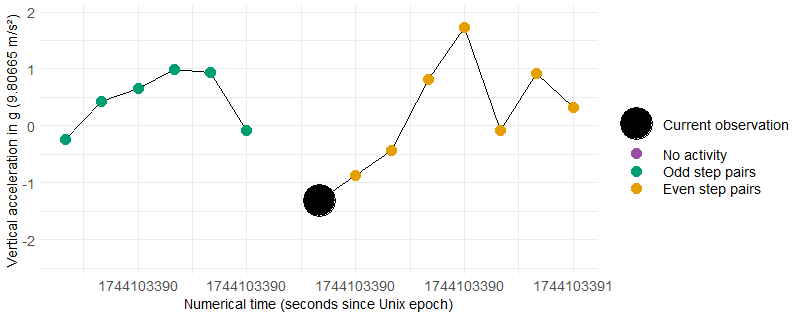 Vertical acceleration in g (9.80665 m/s²)
2
1
0
-1
-2
1744103390 1744103390 1744103390 1744103390 1744103391
Numerical time (seconds since Unix epoch)
Current observation
No activity
Odd step pairs
Even step pairs